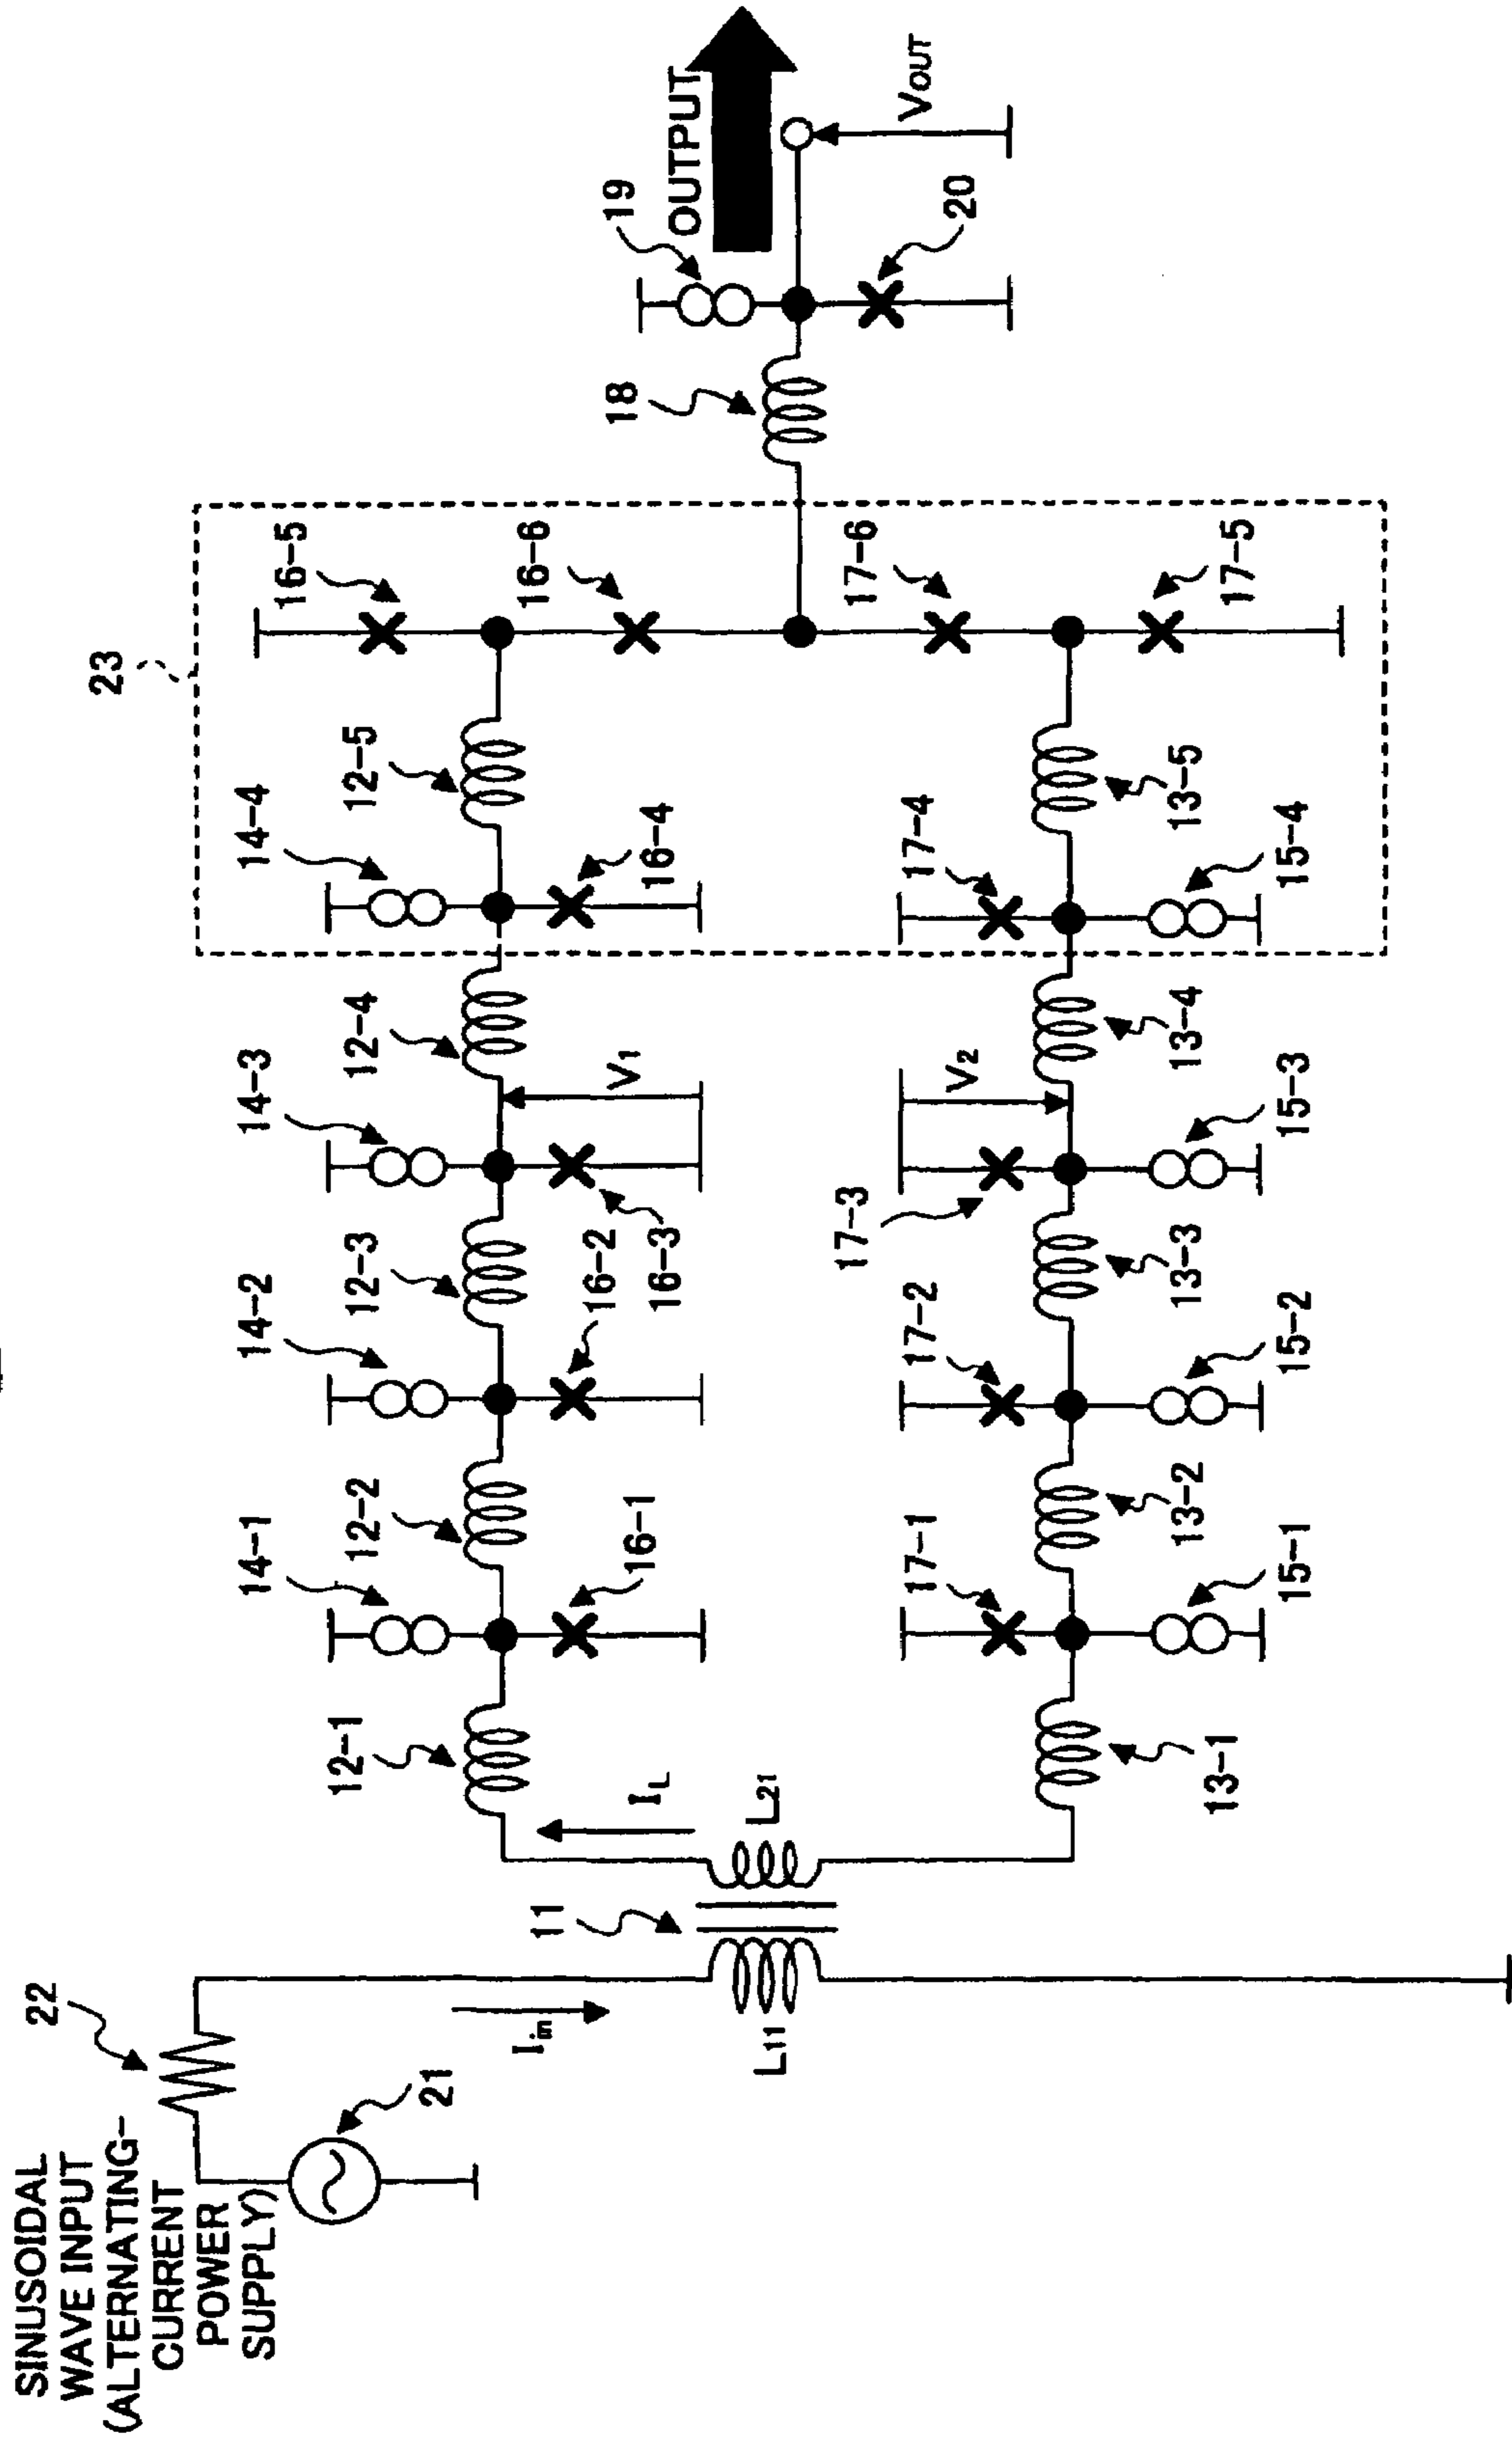 SINUSOIDAL
WAVE INPUT
(ALTERNATING-
CURRENT
POWER
SUPPLY)
22
21
Iin
11
L11
L21
IL
12-1
14-1
12-2
16-1
14-2
12-3
16-2
14-3
12-4
16-3
V1
14-4
12-5
16-4
23
16-5
16-6
17-6
17-5
13-1
17-1
15-1
13-2
17-2
15-2
13-3
17-3
15-3
V2
13-4
17-4
15-4
13-5
18
19
20
OUTPUT
VOUT